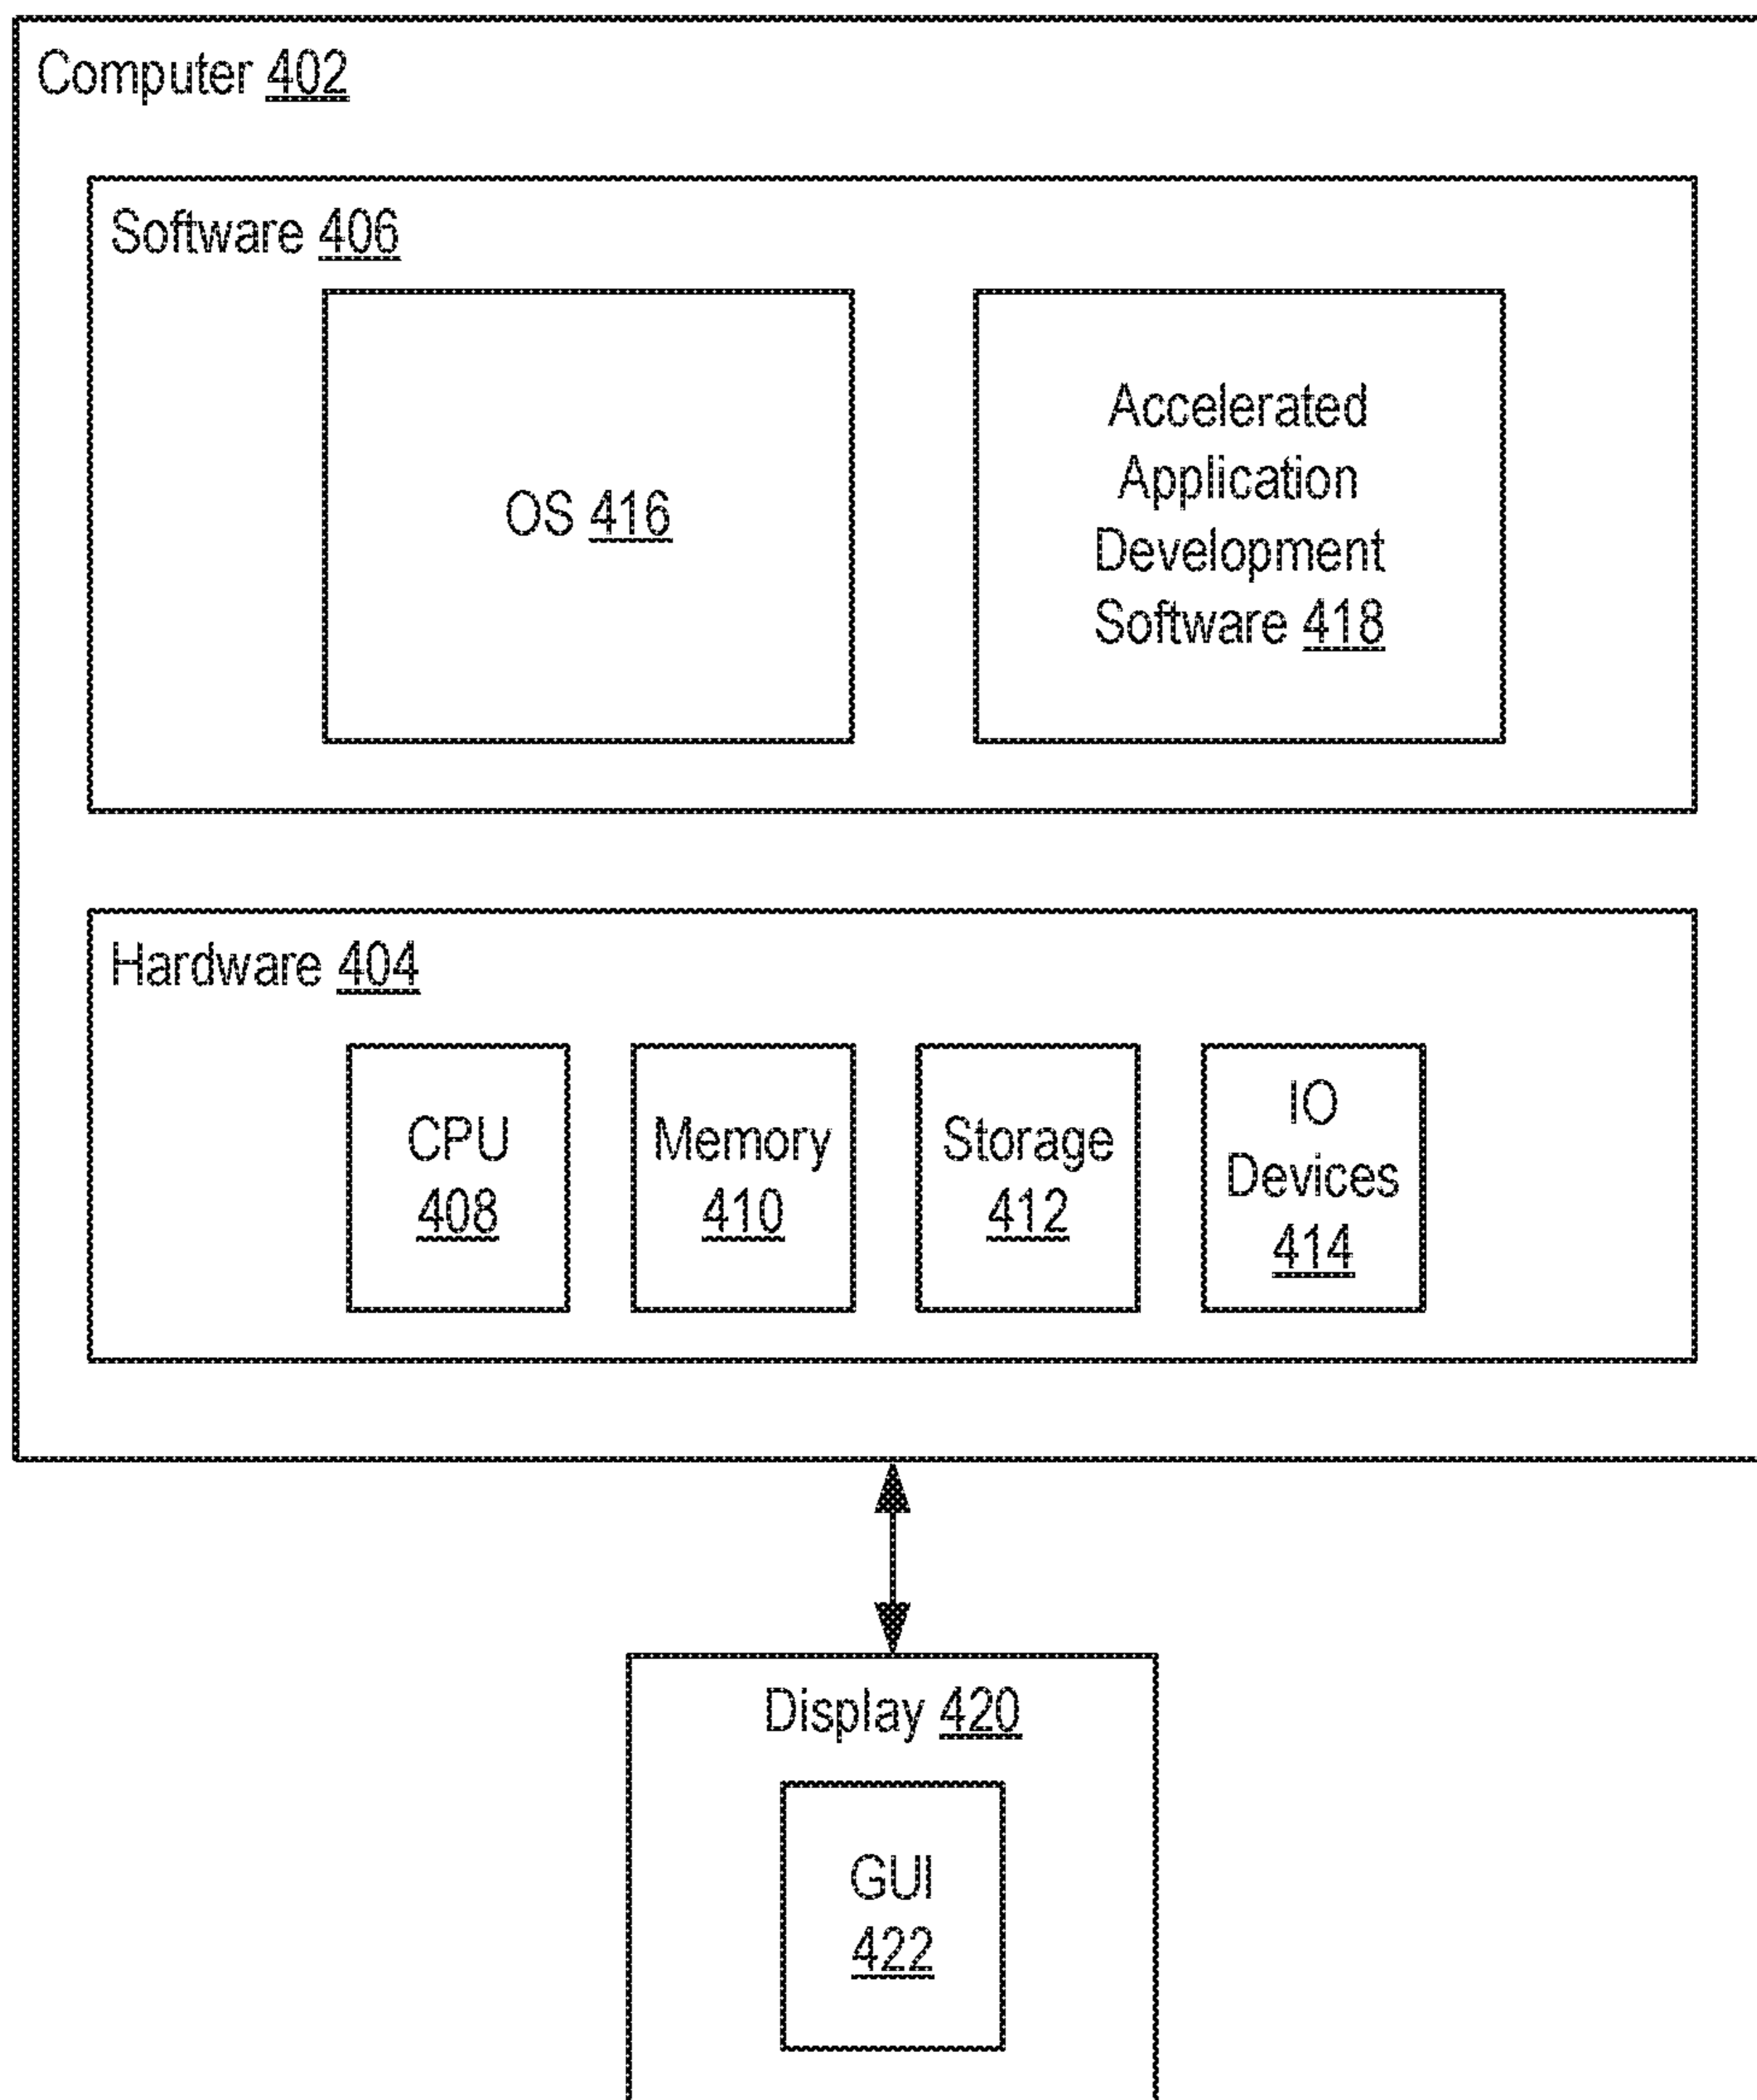 Computer 402
Software 406
OS 416
Accelerated
Application
Development
Software 418
Hardware 404
CPU
408
Memory
410
Storage
412
IO
Devices
414
Display 420
GUI
422